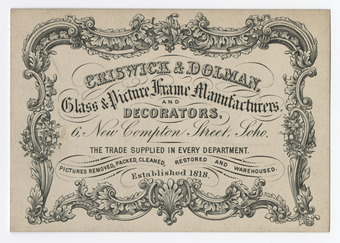 CRISWICK & DOLMAN,
Glass & Picture Frame Manufacturers,
AND
DECORATORS,
6, New Compton Street, Soho.
THE TRADE SUPPLIED IN EVERY DEPARTMENT.
PICTURES REMOVED, PACKED, CLEANED, RESTORED AND WAREHOUSED.
Established 1818.